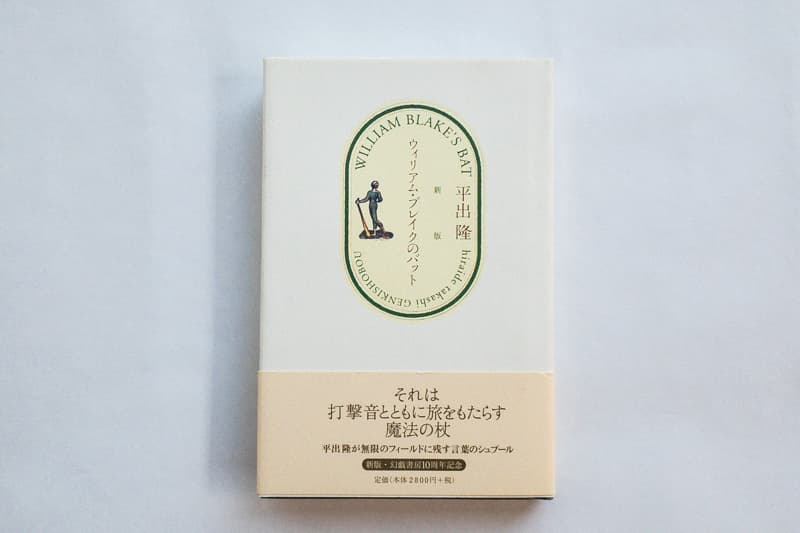 WILLIAM BLAKE'S BAT
平出 隆
新版
ウィリアム・ブレイクのバット
hiraide takashi GENKISHOBOU
それは
打撃音とともに旅をもたらす
魔法の杖
平出隆が無限のフィールドに残す言葉のシュプール
新版・幻戯書房10周年記念
定価(本体2800円+税)